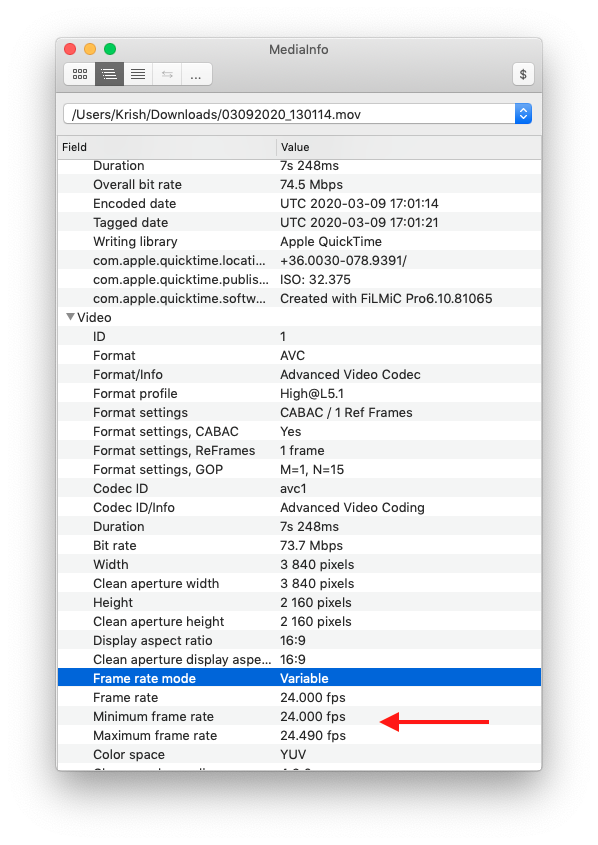 MediaInfo
...
$
/Users/Krish/Downloads/03092020_130114.mov
Field Value
Duration 7s 248ms
Overall bit rate 74.5 Mbps
Encoded date UTC 2020-03-09 17:01:14
Tagged date UTC 2020-03-09 17:01:21
Writing library Apple QuickTime
com.apple.quicktime.locati... +36.0030-078.9391/
com.apple.quicktime.publis... ISO: 32.375
com.apple.quicktime.softw... Created with FiLMiC Pro6.10.81065
Video
ID 1
Format AVC
Format/Info Advanced Video Codec
Format profile High@L5.1
Format settings CABAC / 1 Ref Frames
Format settings, CABAC Yes
Format settings, ReFrames 1 frame
Format settings, GOP M=1, N=15
Codec ID avc1
Codec ID/Info Advanced Video Coding
Duration 7s 248ms
Bit rate 73.7 Mbps
Width 3 840 pixels
Clean aperture width 3 840 pixels
Height 2 160 pixels
Clean aperture height 2 160 pixels
Display aspect ratio 16:9
Clean aperture display aspe... 16:9
Frame rate mode Variable
Frame rate 24.000 fps
Minimum frame rate 24.000 fps
Maximum frame rate 24.490 fps
Color space YUV